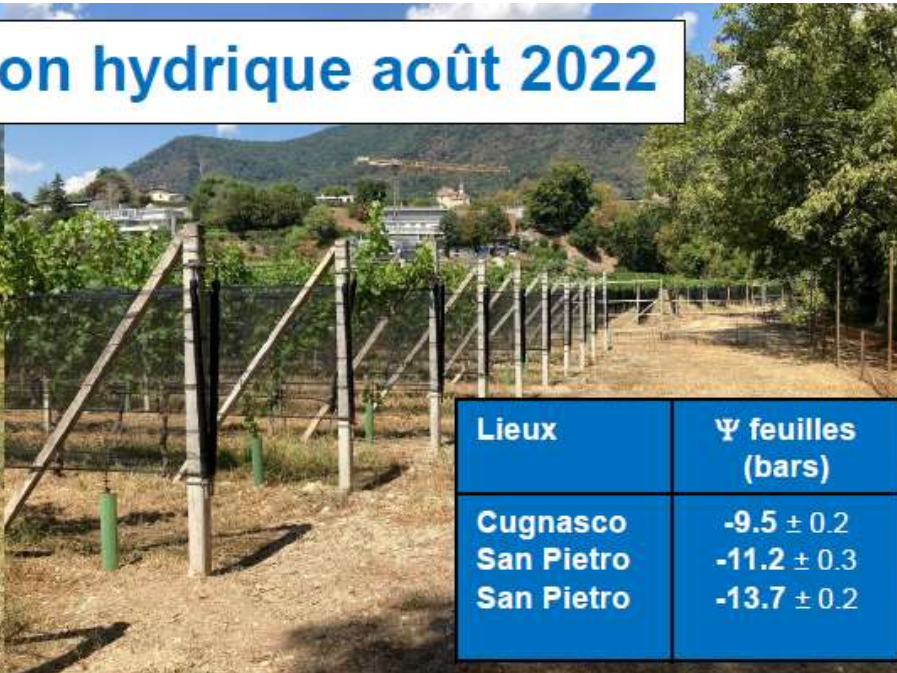 on hydrique août 2022
Lieux
Ψ feuilles
(bars)
Cugnasco
-9.5 ± 0.2
San Pietro
-11.2 ± 0.3
San Pietro
-13.7 ± 0.2